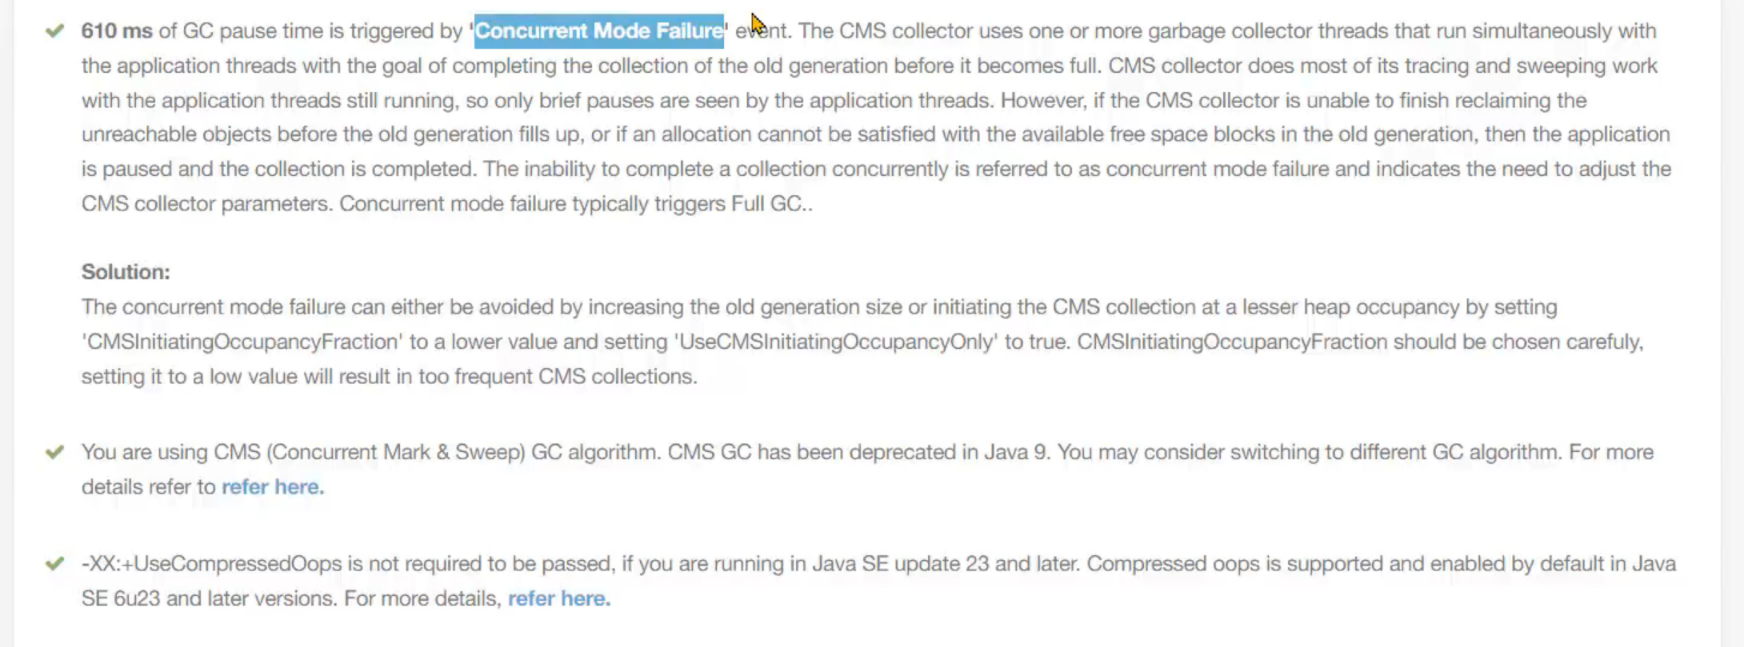 610 ms of GC pause time is triggered by 'Concurrent Mode Failure' event. The CMS collector uses one or more garbage collector threads that run simultaneously with
the application threads with the goal of completing the collection of the old generation before it becomes full. CMS collector does most of its tracing and sweeping work
with the application threads still running, so only brief pauses are seen by the application threads. However, if the CMS collector is unable to finish reclaiming the
unreachable objects before the old generation fills up, or if an allocation cannot be satisfied with the available free space blocks in the old generation, then the application
is paused and the collection is completed. The inability to complete a collection concurrently is referred to as concurrent mode failure and indicates the need to adjust the
CMS collector parameters. Concurrent mode failure typically triggers Full GC..
Solution:
The concurrent mode failure can either be avoided by increasing the old generation size or initiating the CMS collection at a lesser heap occupancy by setting
'CMSInitiatingOccupancyFraction' to a lower value and setting 'UseCMSInitiatingOccupancyOnly' to true. CMSInitiatingOccupancyFraction should be chosen carefuly,
setting it to a low value will result in too frequent CMS collections.
You are using CMS (Concurrent Mark & Sweep) GC algorithm. CMS GC has been deprecated in Java 9. You may consider switching to different GC algorithm. For more
details refer to refer here.
-XX:+UseCompressedOops is not required to be passed, if you are running in Java SE update 23 and later. Compressed oops is supported and enabled by default in Java
SE 6u23 and later versions. For more details, refer here.